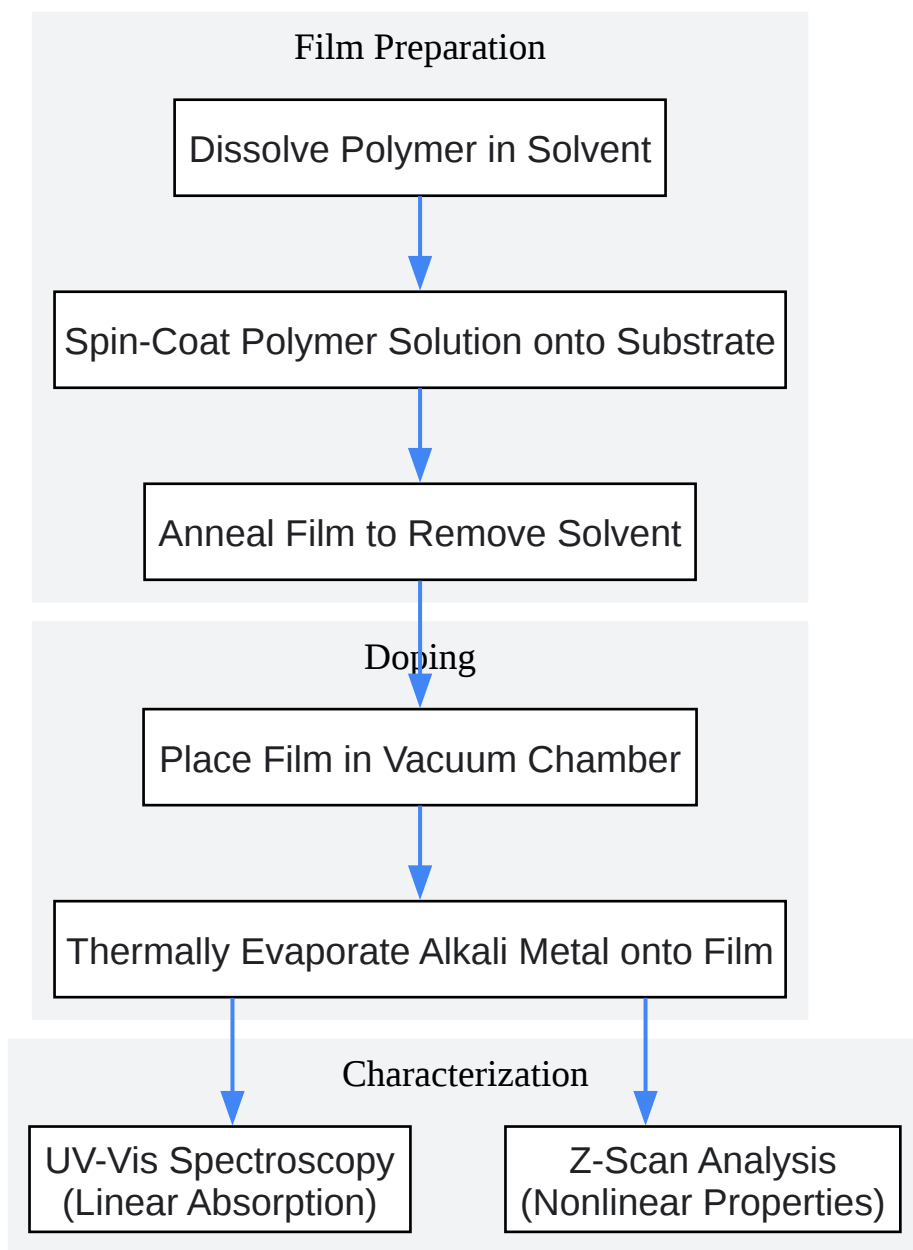 Film Preparation
Dissolve Polymer in Solvent
Spin-Coat Polymer Solution onto Substrate
Anneal Film to Remove Solvent
Doping
Place Film in Vacuum Chamber
Thermally Evaporate Alkali Metal onto Film
Characterization
UV-Vis Spectroscopy
(Linear Absorption)
Z-Scan Analysis
(Nonlinear Properties)